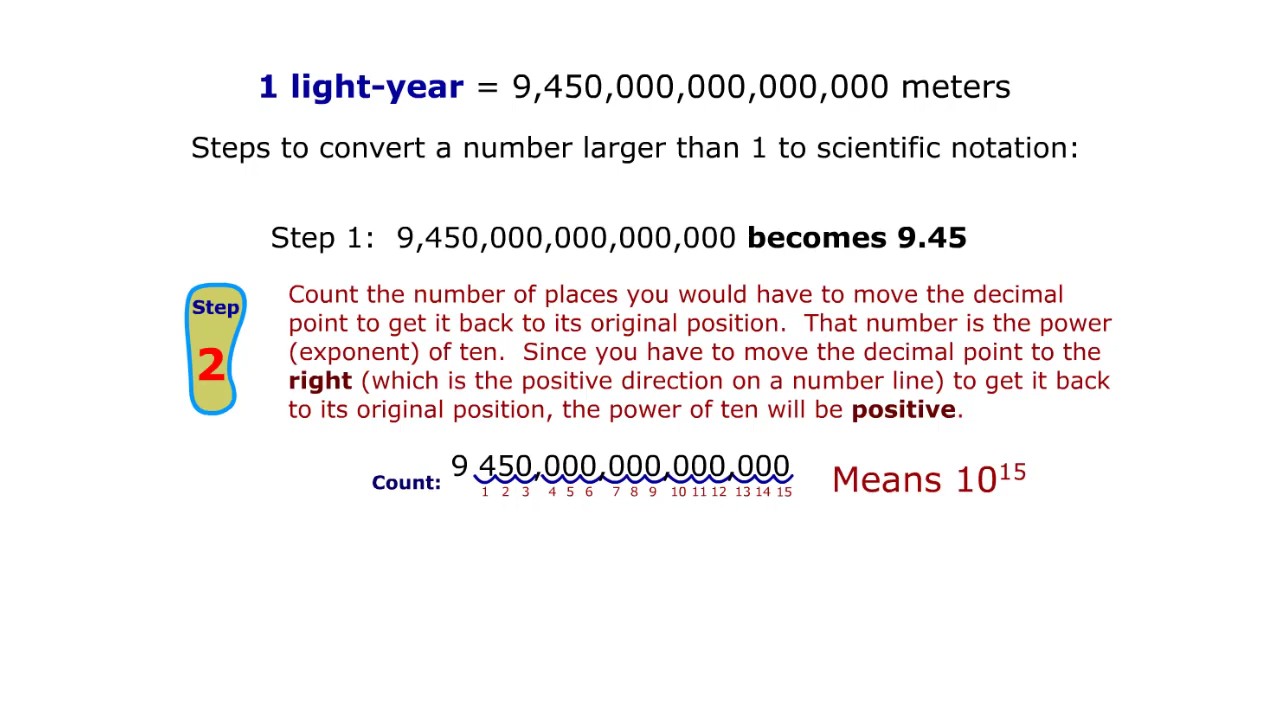 1 light-year = 9,450,000,000,000,000 meters
Steps to convert a number larger than 1 to scientific notation:
Step 1: 9,450,000,000,000,000 becomes 9.45
Step
2
Count the number of places you would have to move the decimal
point to get it back to its original position. That number is the power
(exponent) of ten. Since you have to move the decimal point to the
right (which is the positive direction on a number line) to get it back
to its original position, the power of ten will be positive.
Count: 9 450,000,000,000,000 Means 10¹⁵
1 2 3 4 5 6 7 8 9 10 11 12 13 14 15